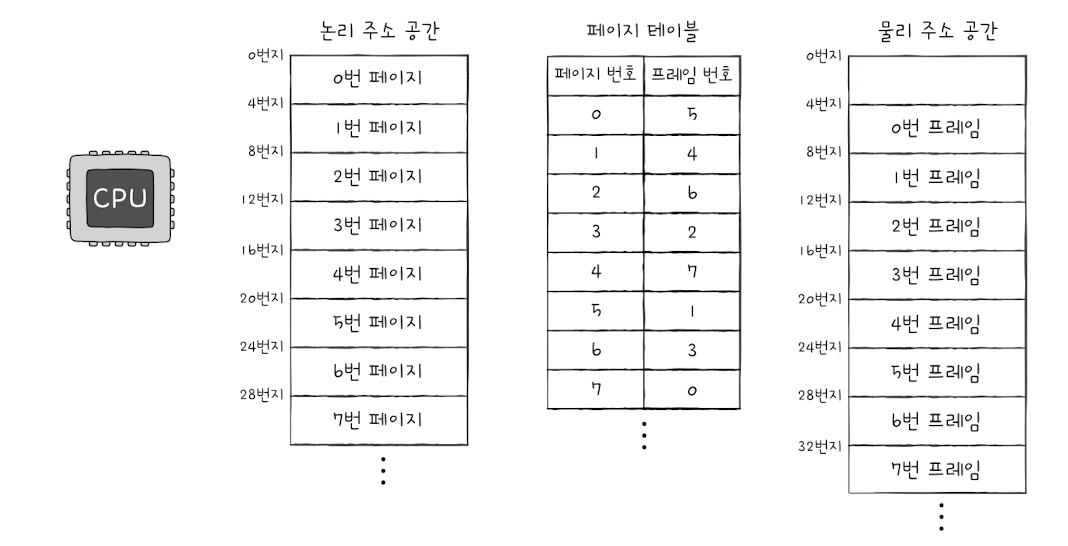 논리 주소 공간
0번지
0번 페이지
4번지
1번 페이지
8번지
2번 페이지
12번지
3번 페이지
16번지
4번 페이지
20번지
5번 페이지
24번지
6번 페이지
28번지
7번 페이지
CPU
페이지 테이블
페이지 번호 프레임 번호
0 5
1 4
2 6
3 2
4 7
5 1
6 3
7 0
물리 주소 공간
0번지
4번지
0번 프레임
8번지
1번 프레임
12번지
2번 프레임
16번지
3번 프레임
20번지
4번 프레임
24번지
5번 프레임
28번지
6번 프레임
32번지
7번 프레임